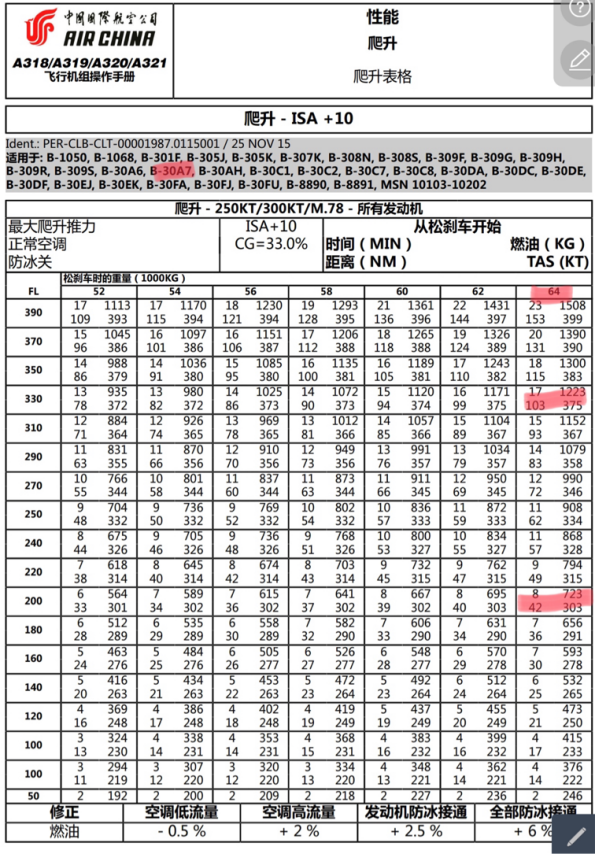 中国国際航空公司
AIR CHINA
A318/A319/A320/A321
飞行机组操作手册
性能
爬升
爬升表格
爬升 - ISA +10
Ident.: PER-CLB-CLT-00001987.0115001 / 25 NOV 15
适用于: B-1050, B-1068, B-301F, B-305J, B-305K, B-307K, B-308N, B-308S, B-309F, B-309G, B-309H,
B-309R, B-309S, B-30A6, B-30A7, B-30AH, B-30C1, B-30C2, B-30C7, B-30C8, B-30DA, B-30DC, B-30DE,
B-30DF, B-30EJ, B-30EK, B-30FA, B-30FJ, B-30FU, B-8890, B-8891, MSN 10103-10202
爬升 - 250KT/300KT/M.78 - 所有发动机
最大爬升推力 ISA+10 从松刹车开始
正常空调 CG=33.0% 时间（MIN） 燃油（KG）
防冰关 距离（NM） TAS (KT)
松刹车时的重量 (1000KG)
FL 52 54 56 58 60 62 64
390 17 1113 17 1170 18 1230 19 1293 21 1361 22 1431 23 1508
109 393 115 394 121 394 128 395 136 396 144 397 153 399
370 15 1045 16 1097 16 1151 17 1206 18 1265 19 1326 20 1390
96 386 101 386 106 387 112 388 118 388 124 389 131 390
350 14 988 14 1036 15 1085 16 1135 16 1189 17 1243 18 1300
86 379 91 380 95 380 100 381 105 381 110 382 115 383
330 13 935 13 980 14 1025 14 1072 15 1120 16 1171 17 1223
78 372 82 372 86 373 90 373 94 374 99 375 103 375
310 12 884 12 926 13 969 13 1012 14 1057 15 1104 15 1152
71 364 74 365 78 365 81 366 85 366 89 367 93 367
290 11 831 11 870 12 910 12 949 13 991 13 1034 14 1079
63 355 66 356 70 356 73 356 76 357 79 357 83 358
270 10 766 10 801 11 837 11 873 11 911 12 950 12 990
55 344 58 344 60 344 63 344 66 345 69 345 72 346
250 9 704 9 736 9 769 10 802 10 836 11 872 11 908
48 332 50 332 52 332 54 332 57 333 59 333 62 334
240 8 675 9 705 9 736 9 768 10 800 10 834 11 868
44 326 46 326 48 326 51 326 53 327 55 327 57 328
220 7 618 8 645 8 674 8 703 9 732 9 762 9 794
38 314 40 314 42 314 43 314 45 315 47 315 49 315
200 6 564 7 589 7 615 7 641 8 667 8 695 8 723
33 301 34 302 36 302 37 302 39 302 40 303 42 303
180 6 512 6 535 6 558 7 582 7 606 7 631 7 656
28 289 29 289 30 289 32 290 33 290 34 290 36 291
160 5 463 5 484 6 505 6 526 6 548 6 570 7 593
24 276 25 276 26 277 27 277 28 277 29 278 30 278
140 5 416 5 434 5 453 5 472 5 492 6 512 6 532
20 263 21 263 22 263 23 264 23 264 24 264 25 265
120 4 369 4 386 4 402 4 419 5 437 5 455 5 473
16 248 17 248 18 248 19 249 19 249 20 249 21 250
100 3 324 4 338 4 353 4 368 4 383 4 399 4 415
13 230 14 231 14 231 15 231 16 232 16 232 17 233
100 3 294 3 307 3 320 3 334 4 348 4 362 4 376
11 219 12 220 12 220 13 220 13 221 14 221 14 222
50 2 192 2 200 2 209 2 218 2 227 2 236 2 246
修正 空调低流量 空调高流量 发动机防冰接通 全部防冰接通
燃油 - 0.5 % + 2 % + 2.5 % + 6 %